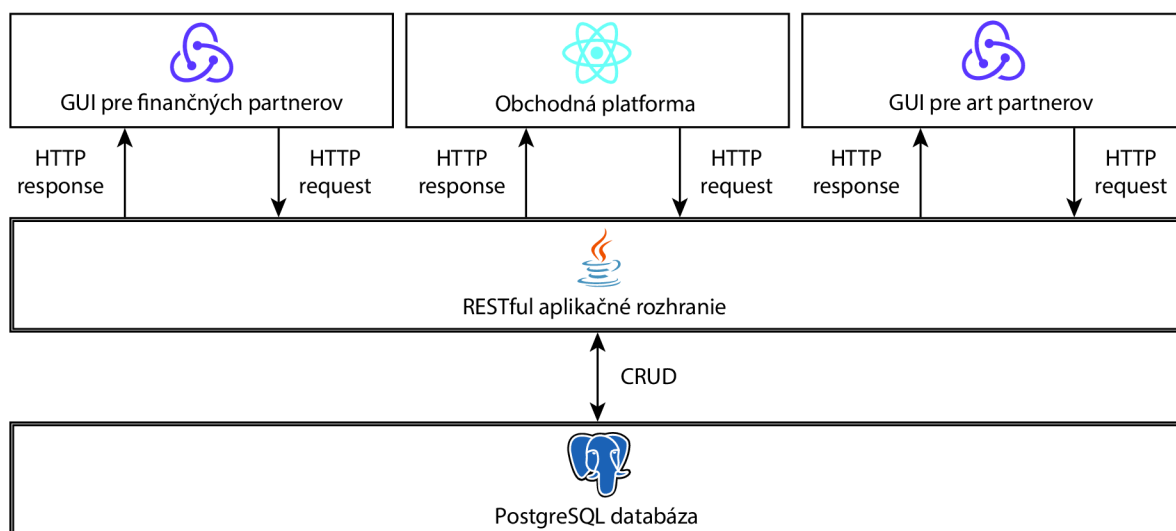 GUI pre finančných partnerov
Obchodná platforma
GUI pre art partnerov
HTTP
response
HTTP
request
HTTP
response
HTTP
request
HTTP
response
HTTP
request
RESTful aplikačné rozhranie
CRUD
PostgreSQL databáza